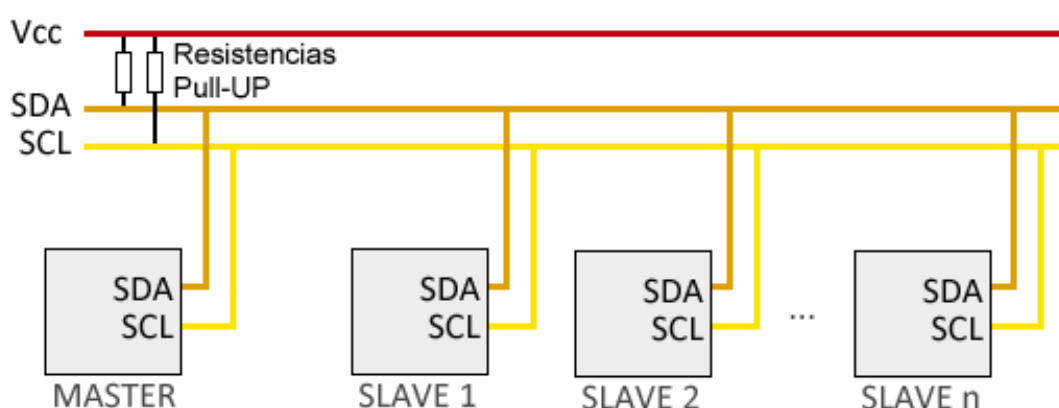 Vcc
Resistencias
Pull-UP
SDA
SCL
SDA
SCL
MASTER
SDA
SCL
SLAVE 1
SDA
SCL
SLAVE 2
...
SDA
SCL
SLAVE n